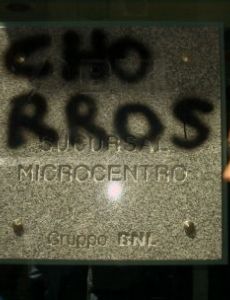 CHO
RROS
SUCURSAL
MICROCENTRO
Gruppo BNL